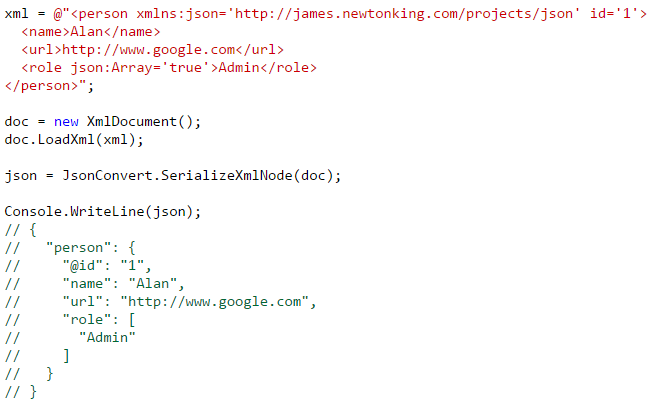 xml = @"<person xmlns:json='http://james.newtonking.com/projects/json' id='1'>
  <name>Alan</name>
  <url>http://www.google.com</url>
  <role json:Array='true'>Admin</role>
</person>";

doc = new XmlDocument();
doc.LoadXml(xml);

json = JsonConvert.SerializeXmlNode(doc);

Console.WriteLine(json);
// {
//   "person": {
//     "@id": "1",
//     "name": "Alan",
//     "url": "http://www.google.com",
//     "role": [
//       "Admin"
//     ]
//   }
// }